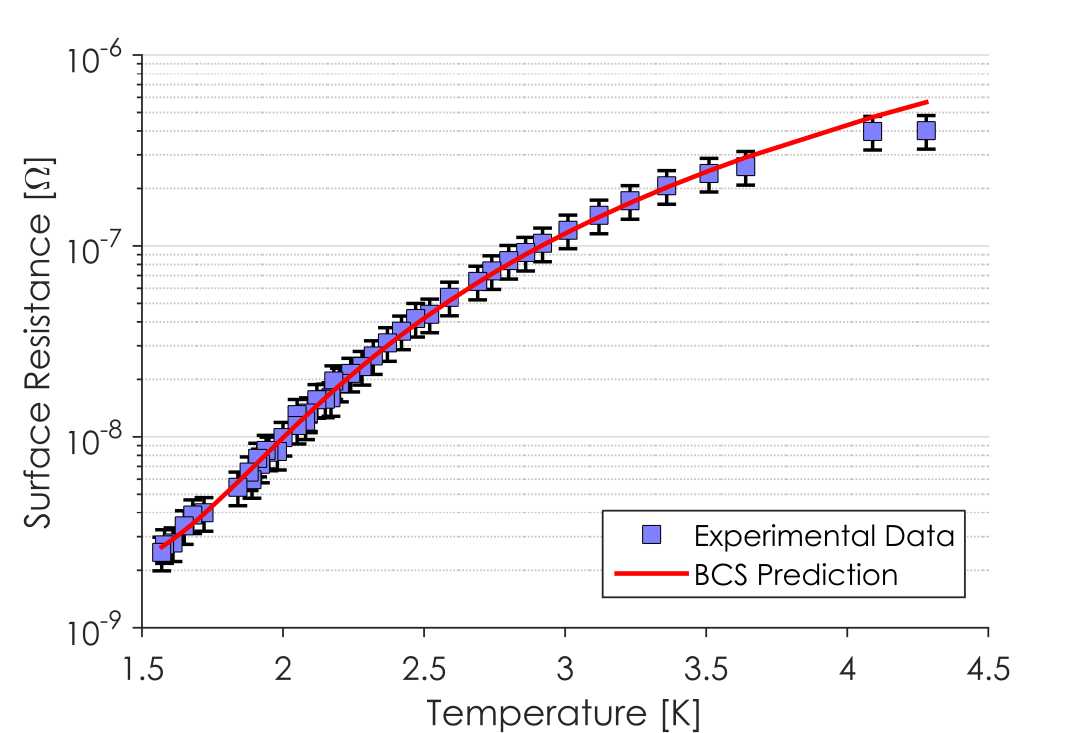 10^-6
10^-7
10^-8
10^-9
Surface Resistance [Ω]
Experimental Data
BCS Prediction
1.5 2 2.5 3 3.5 4 4.5
Temperature [K]